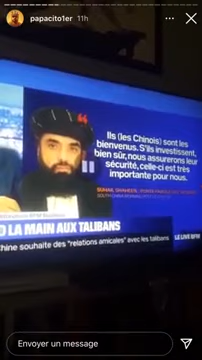 papacito1er 11h
Ils (les Chinois) sont les
bienvenus. S'ils investissent,
bien sûr, nous assurerons leur
sécurité, celle-ci est très
importante pour nous.
D LA MAIN AUX TALIBANS
Chine souhaite des "relations amicales" avec les talibans
LE LIVE BFM
Envoyer un message